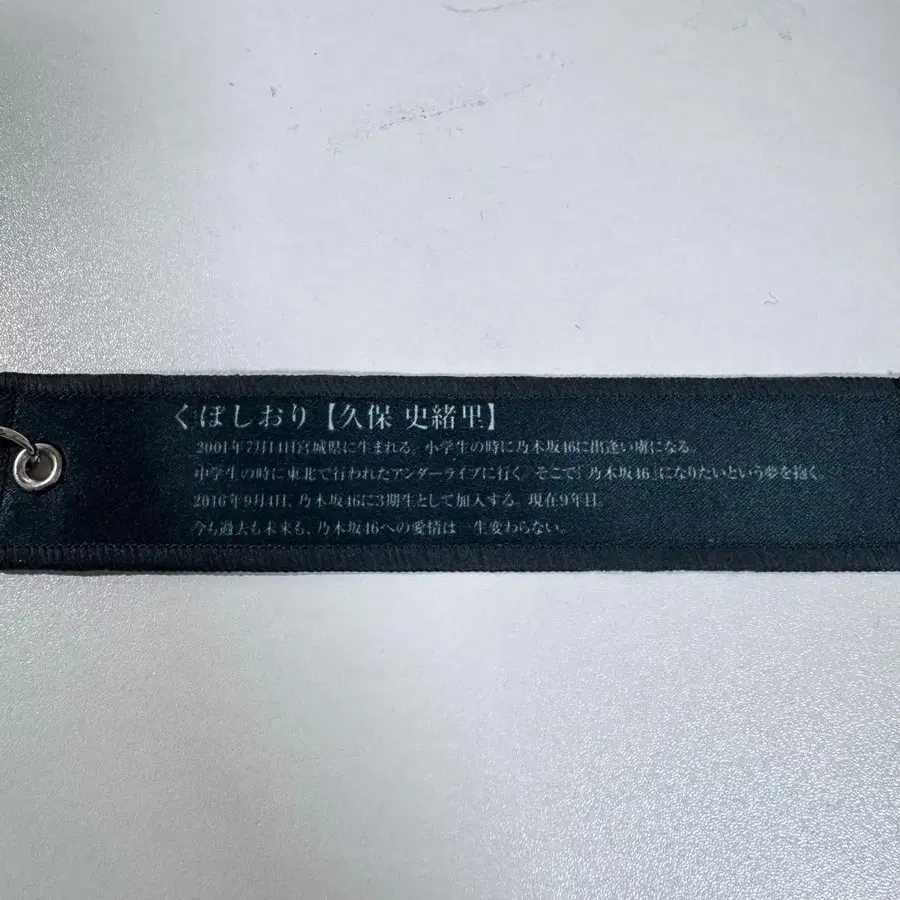 くぼしおり【久保 史緒里】
2001年7月14日宮城県に生まれる。小学生の時に乃木坂46に出逢い虜になる。
中学生の時に東北で行われたアンダーライブに行く。そこで「乃木坂46」になりたいという夢を抱く。
2016年9月4日、乃木坂46に3期生として加入する。現在9年目。
今も過去も未来も、乃木坂46への愛情は一生変わらない。